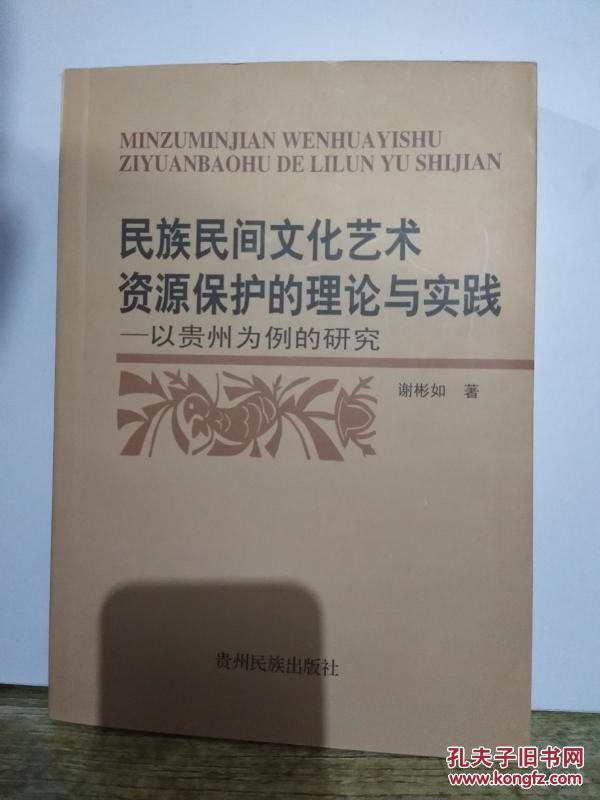 MINZUMINJIAN WENHUAYISHU
ZIYUANBAOHU DE LILUN YU SHIJIAN
民族民间文化艺术
资源保护的理论与实践
—以贵州为例的研究
谢彬如 著
贵州民族出版社
孔夫子旧书网
www.kongfz.com